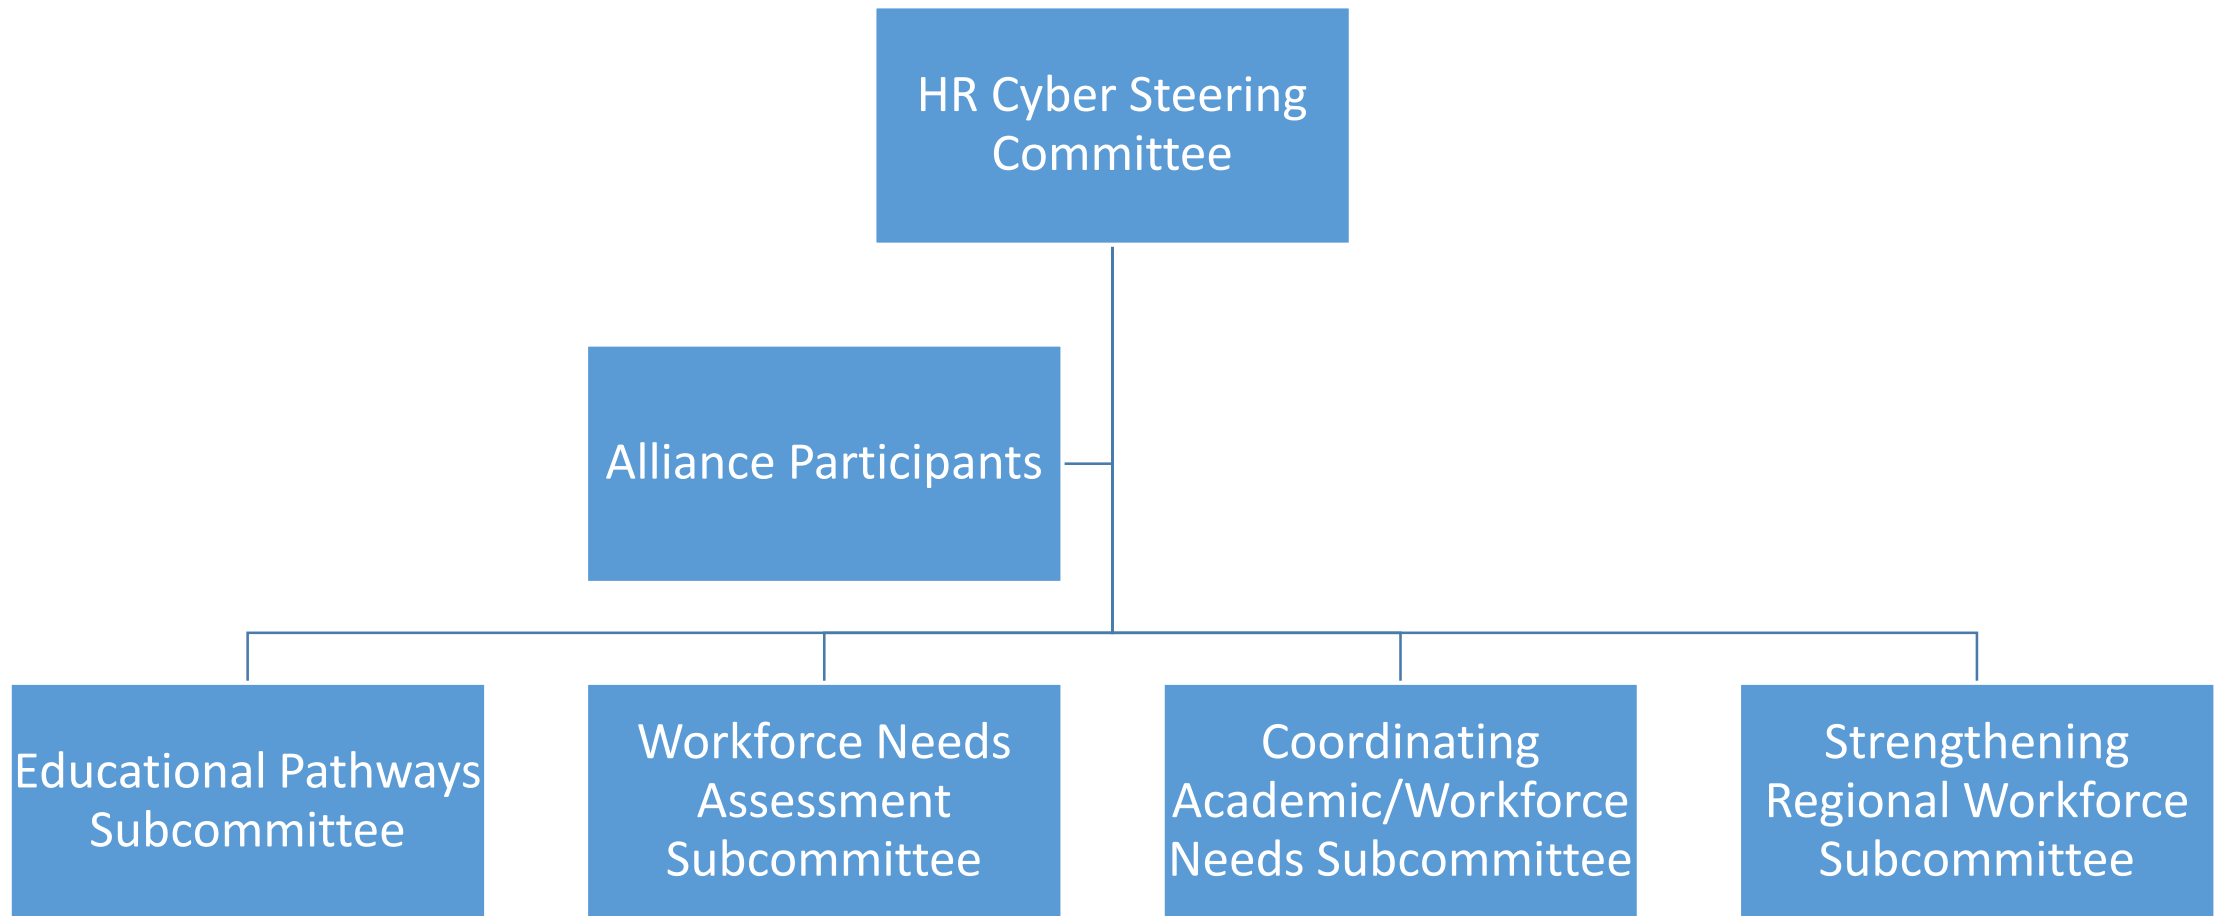 HR Cyber Steering
Committee
Alliance Participants
Educational Pathways
Subcommittee
Workforce Needs
Assessment
Subcommittee
Coordinating
Academic/Workforce
Needs Subcommittee
Strengthening
Regional Workforce
Subcommittee